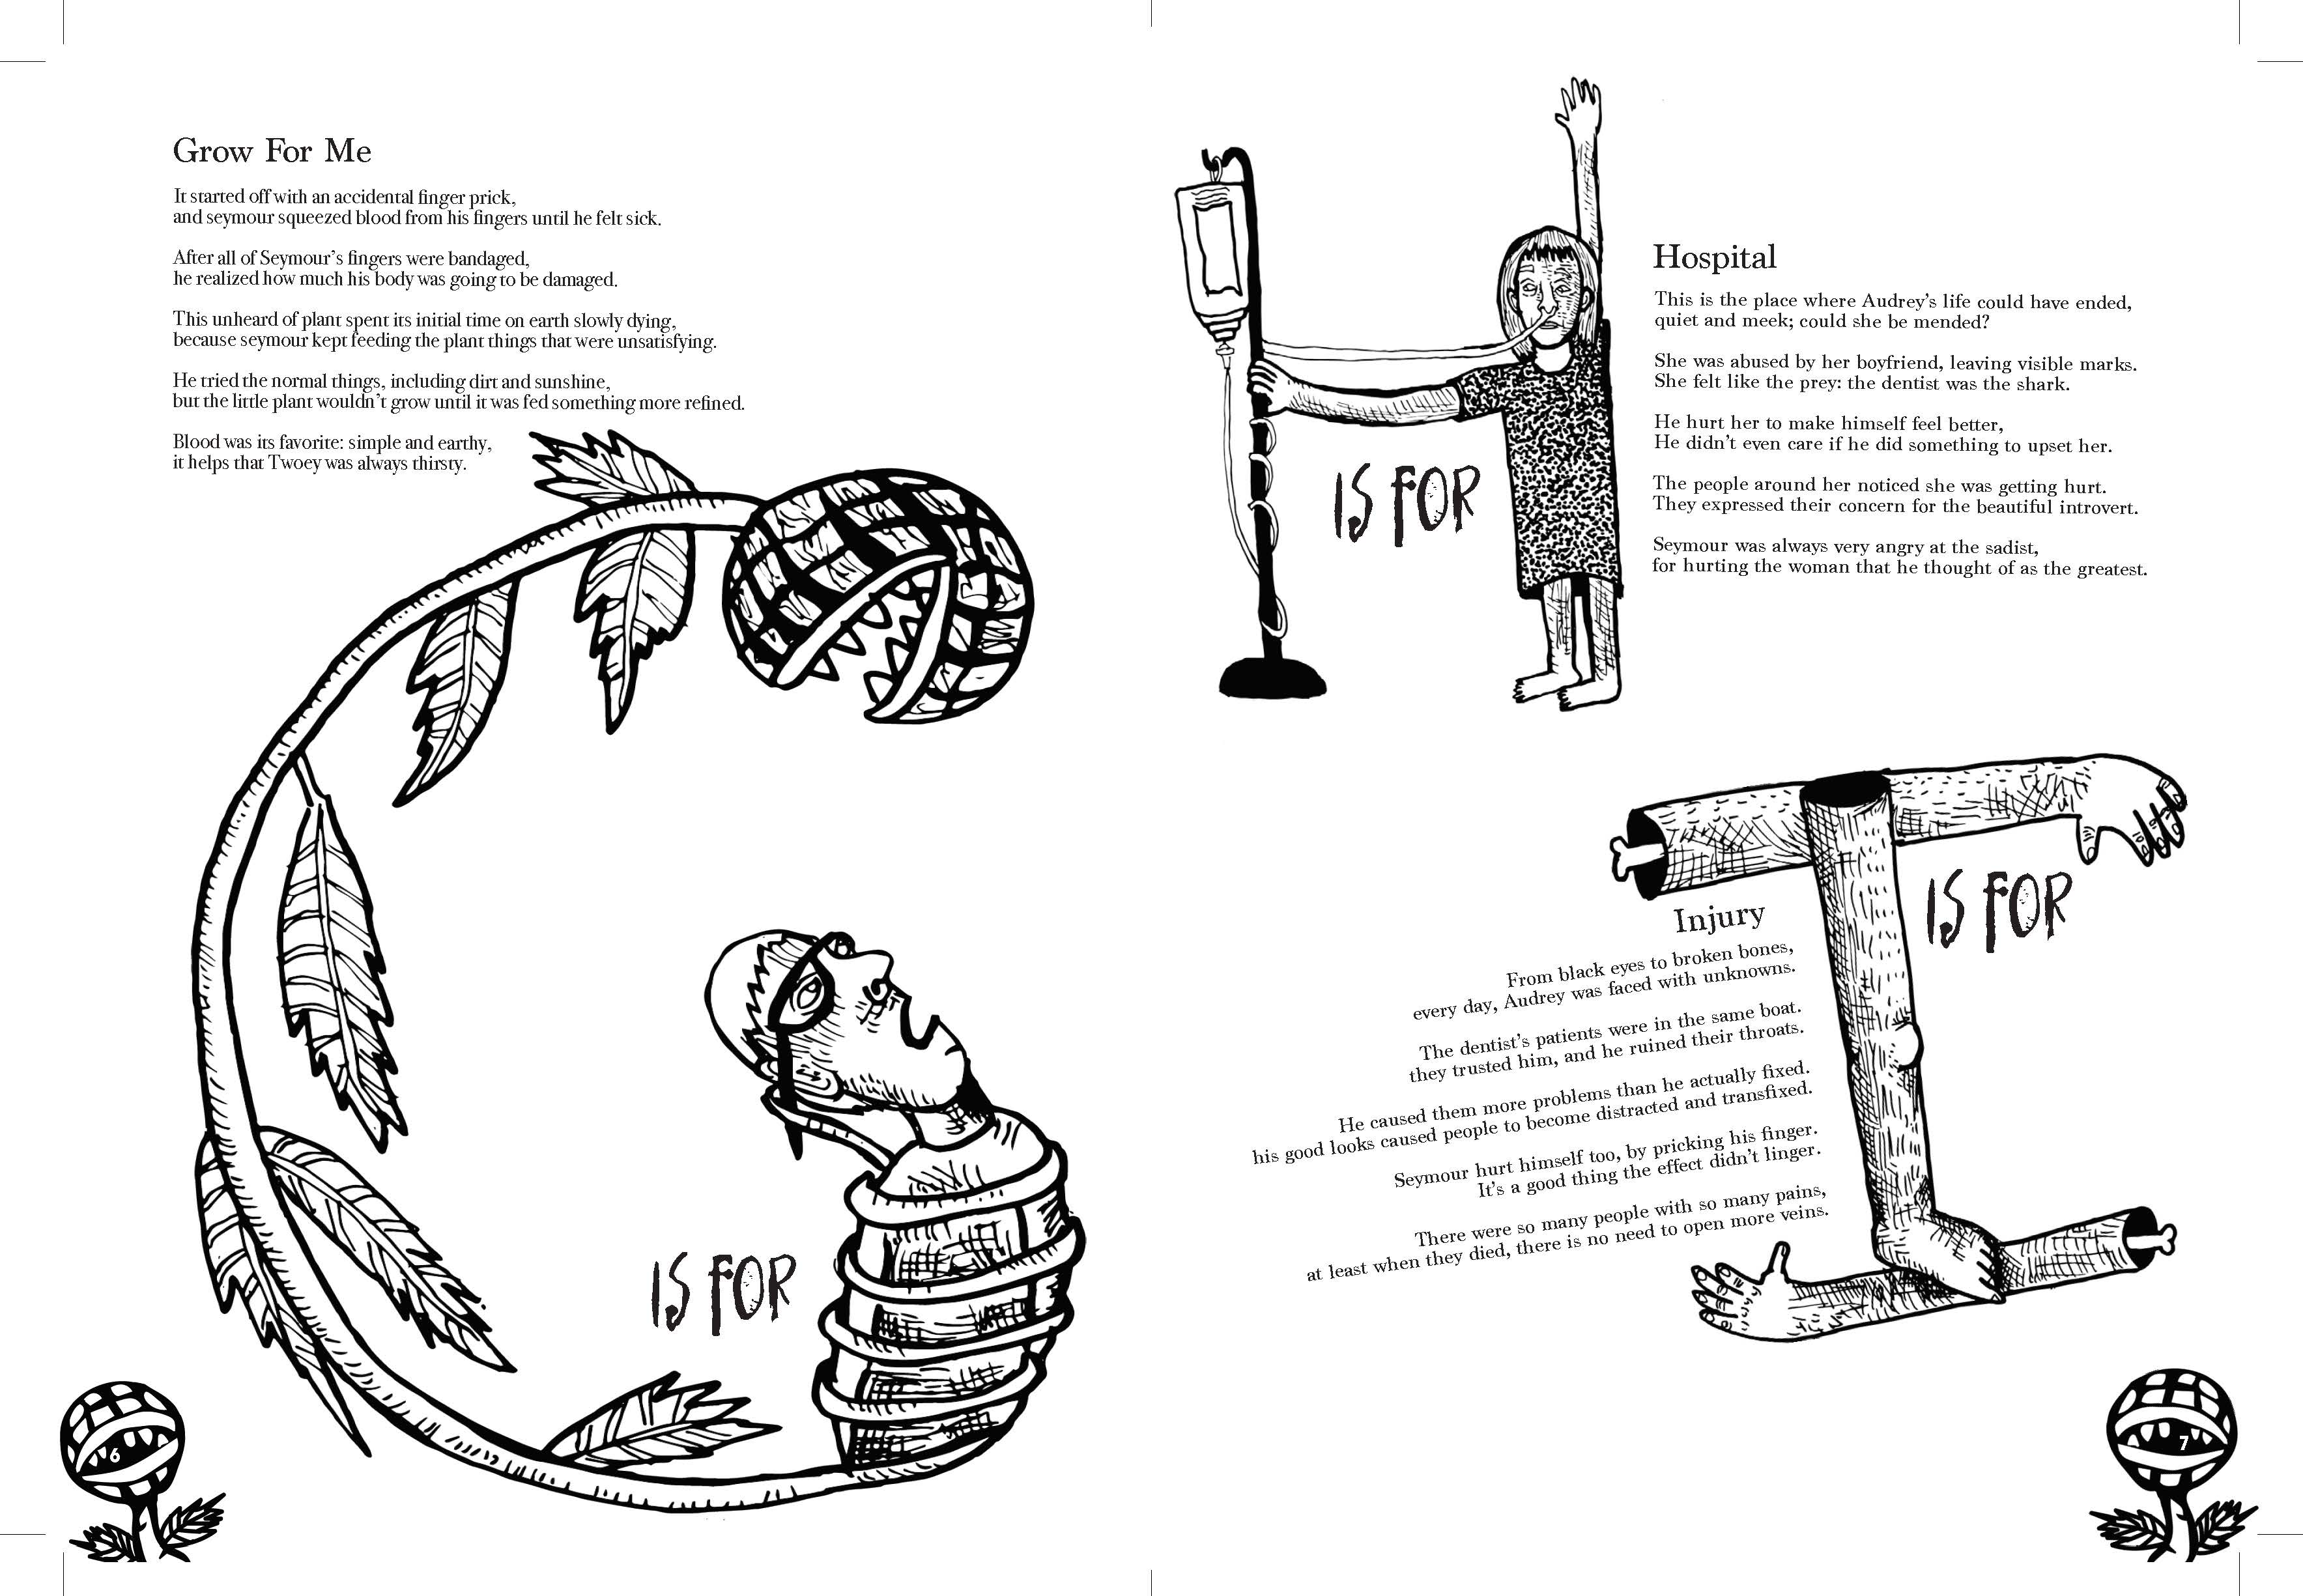 Grow For Me
It started off with an accidental finger prick,
and seymour squeezed blood from his fingers until he felt sick.
After all of Seymour's fingers were bandaged,
he realized how much his body was going to be damaged.
This unheard of plant spent its initial time on earth slowly dying,
because seymour kept feeding the plant things that were unsatisfying.
He tried the normal things, including dirt and sunshine,
but the little plant wouldn't grow until it was fed something more refined.
Blood was its favorite: simple and earthy,
it helps that Twoey was always thirsty.
IS FOR
6
IS FOR
Hospital
This is the place where Audrey's life could have ended,
quiet and meek; could she be mended?
She was abused by her boyfriend, leaving visible marks.
She felt like the prey: the dentist was the shark.
He hurt her to make himself feel better,
He didn't even care if he did something to upset her.
The people around her noticed she was getting hurt.
They expressed their concern for the beautiful introvert.
Seymour was always very angry at the sadist,
for hurting the woman that he thought of as the greatest.
IS FOR
Injury
From black eyes to broken bones,
every day, Audrey was faced with unknowns.
The dentist's patients were in the same boat.
they trusted him, and he ruined their throats.
He caused them more problems than he actually fixed.
his good looks caused people to become distracted and transfixed.
Seymour hurt himself too, by pricking his finger.
It's a good thing the effect didn't linger.
There were so many people with so many pains,
at least when they died, there is no need to open more veins.
7